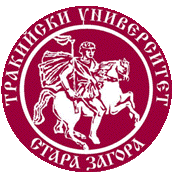 ТРАКИЙСКИ УНИВЕРСИТЕТ
СТАРА ЗАГОРА